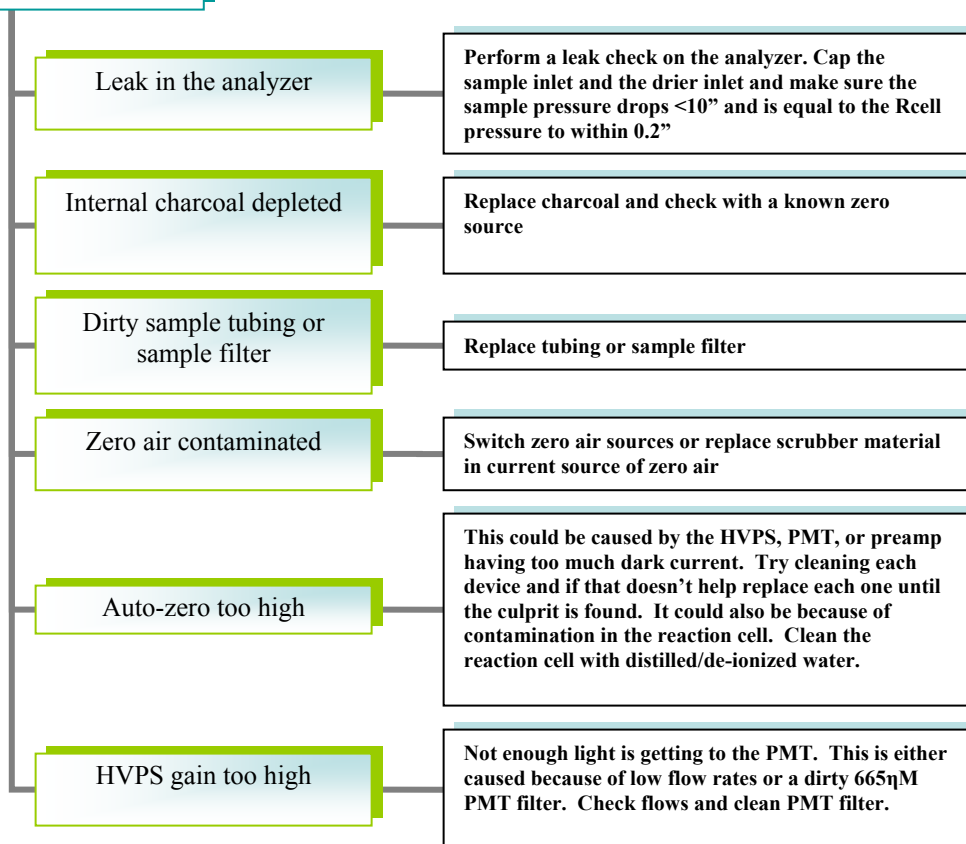 Leak in the analyzer
Perform a leak check on the analyzer. Cap the
sample inlet and the drier inlet and make sure the
sample pressure drops <10” and is equal to the Rcell
pressure to within 0.2”
Internal charcoal depleted
Replace charcoal and check with a known zero
source
Dirty sample tubing or
sample filter
Replace tubing or sample filter
Zero air contaminated
Switch zero air sources or replace scrubber material
in current source of zero air
Auto-zero too high
This could be caused by the HVPS, PMT, or preamp
having too much dark current.  Try cleaning each
device and if that doesn’t help replace each one until
the culprit is found.  It could also be because of
contamination in the reaction cell.  Clean the
reaction cell with distilled/de-ionized water.
HVPS gain too high
Not enough light is getting to the PMT.  This is either
caused because of low flow rates or a dirty 665ηM
PMT filter.  Check flows and clean PMT filter.